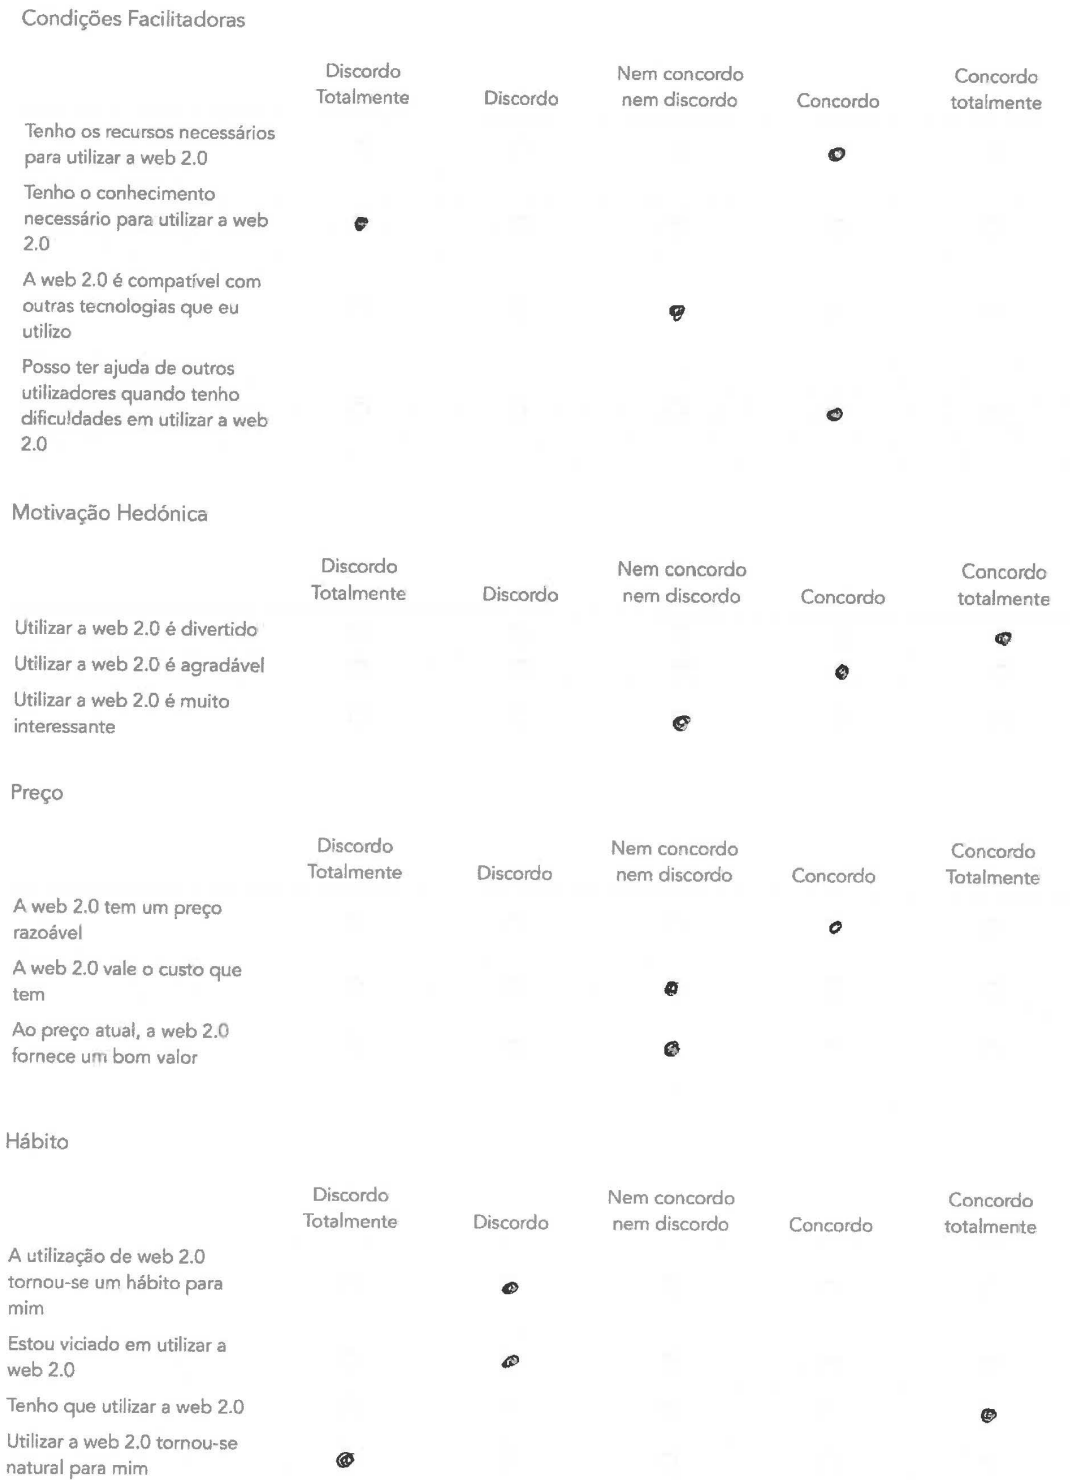 Condições Facilitadoras
Discordo Totalmente Discordo Nem concordo nem discordo Concordo Concordo totalmente
Tenho os recursos necessários
para utilizar a web 2.0
Tenho o conhecimento
necessário para utilizar a web
2.0
A web 2.0 é compatível com
outras tecnologias que eu
utilizo
Posso ter ajuda de outros
utilizadores quando tenho
dificuldades em utilizar a web
2.0
Motivação Hedónica
Discordo Totalmente Discordo Nem concordo nem discordo Concordo Concordo totalmente
Utilizar a web 2.0 é divertido
Utilizar a web 2.0 é agradável
Utilizar a web 2.0 é muito
interessante
Preço
Discordo Totalmente Discordo Nem concordo nem discordo Concordo Concordo Totalmente
A web 2.0 tem um preço
razoável
A web 2.0 vale o custo que
tem
Ao preço atual, a web 2.0
fornece um bom valor
Hábito
Discordo Totalmente Discordo Nem concordo nem discordo Concordo Concordo totalmente
A utilização de web 2.0
tornou-se um hábito para
mim
Estou viciado em utilizar a
web 2.0
Tenho que utilizar a web 2.0
Utilizar a web 2.0 tornou-se
natural para mim